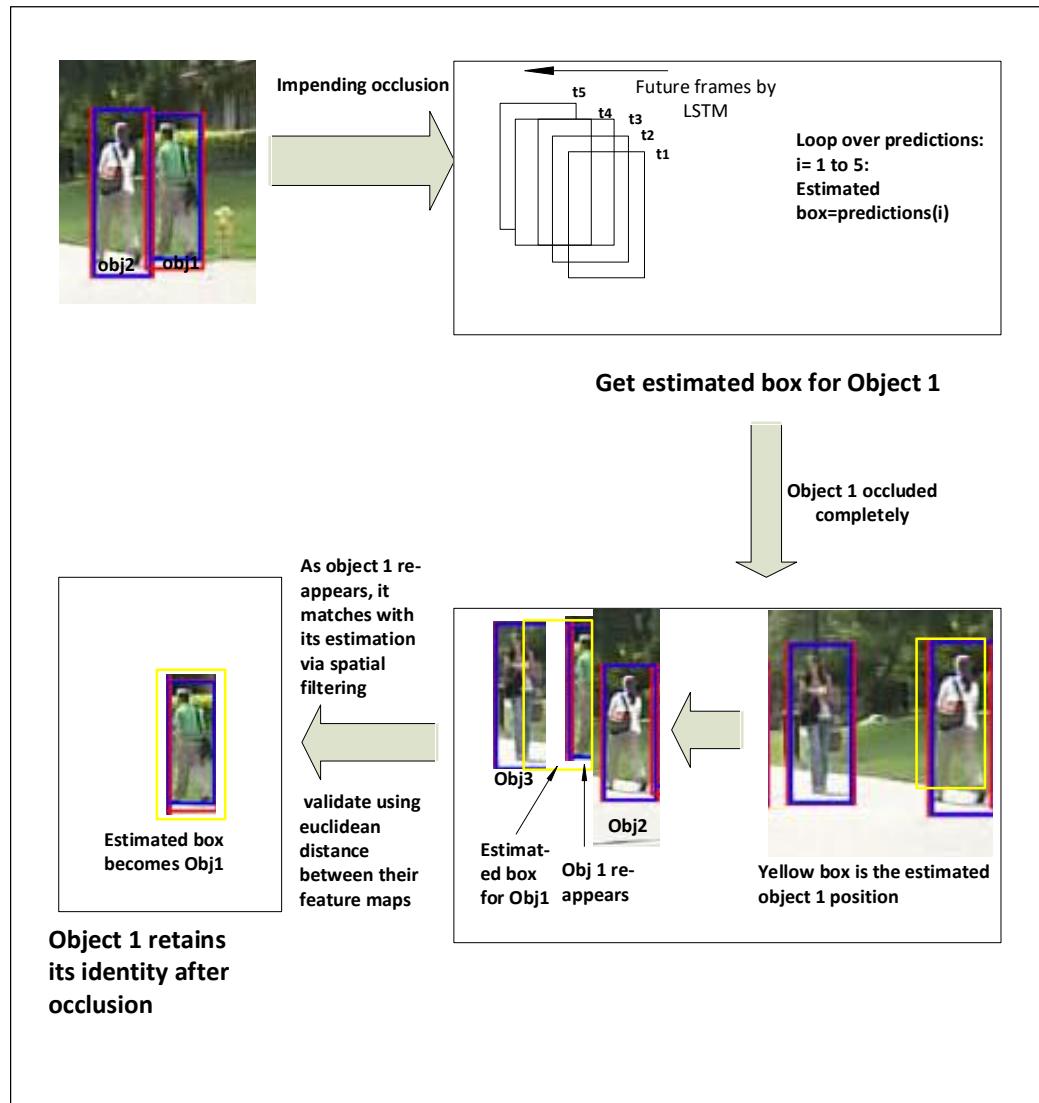 Impending occlusion
obj2
obj1
t5
t4
t3
t2
t1
Future frames by
LSTM
Loop over predictions:
i= 1 to 5:
Estimated
box=predictions(i)
Get estimated box for Object 1
Object 1 occluded
completely
Yellow box is the estimated
object 1 position
Obj3
Obj2
Estimat-
ed box
for Obj1
Obj 1 re-
appears
As object 1 re-
appears, it
matches with
its estimation
via spatial
filtering
validate using
euclidean
distance
between their
feature maps
Estimated box
becomes Obj1
Object 1 retains
its identity after
occlusion